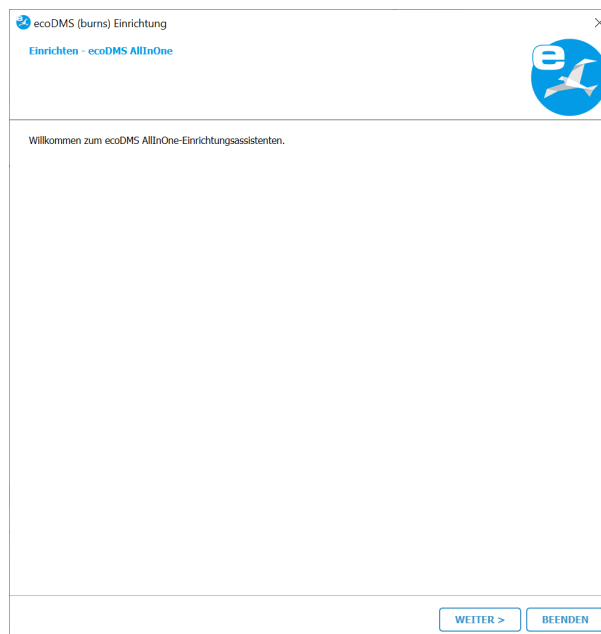 ecoDMS (burns) Einrichtung
Einrichten - ecoDMS AllInOne
e
Willkommen zum ecoDMS AllInOne-Einrichtungsassistenten.
WEITER >
BEENDEN